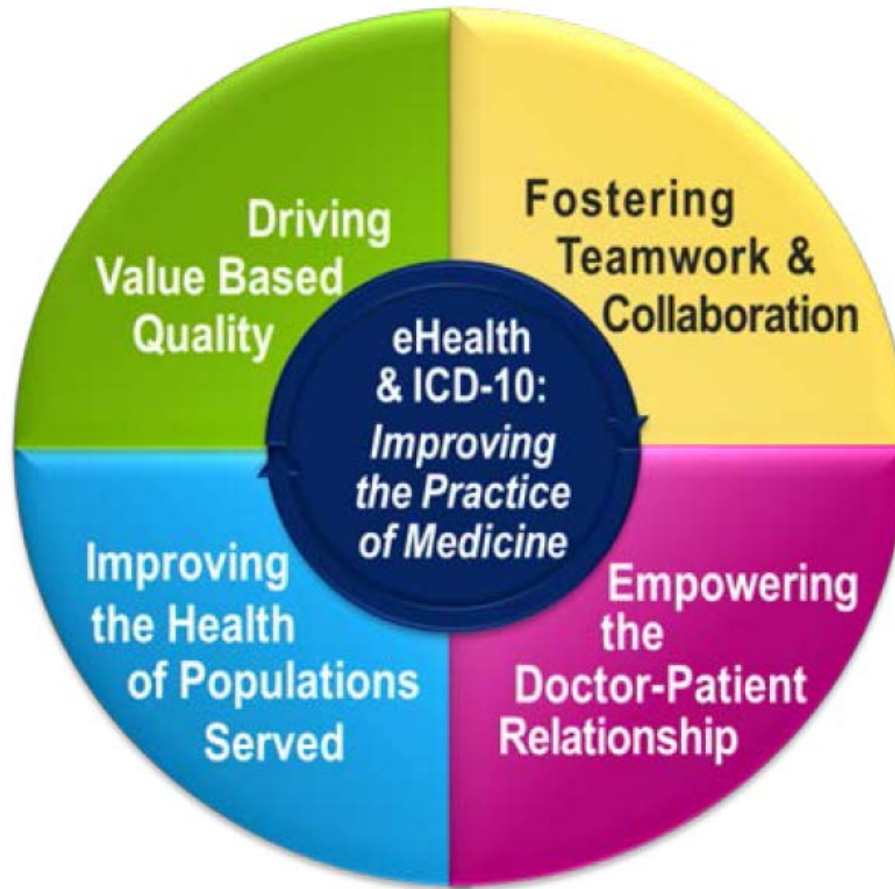 Driving
Value Based
Quality
Fostering
Teamwork &
Collaboration
eHealth
& ICD-10:
Improving
the Practice
of Medicine
Improving
the Health
of Populations
Served
Empowering
the
Doctor-Patient
Relationship